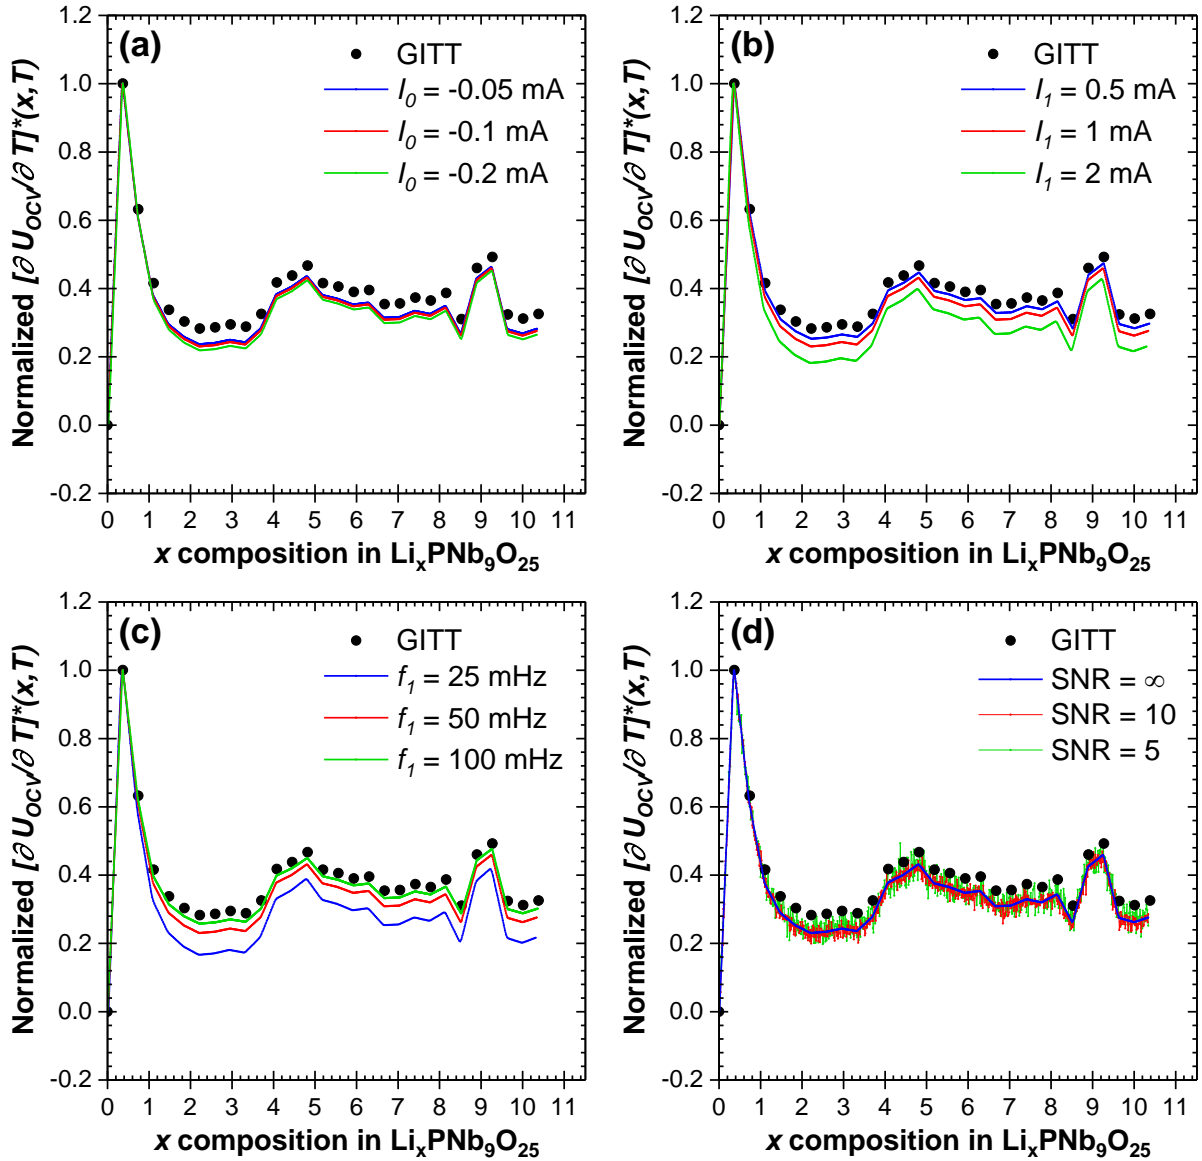 (a)
GITT
I₀ = -0.05 mA
I₀ = -0.1 mA
I₀ = -0.2 mA
Normalized [∂U_OCV/∂T]*(x,T)
1.2
1.0
0.8
0.6
0.4
0.2
0.0
-0.2
0 1 2 3 4 5 6 7 8 9 10 11
x composition in LiₓPNb₉O₂₅
(b)
GITT
I₁ = 0.5 mA
I₁ = 1 mA
I₁ = 2 mA
Normalized [∂U_OCV/∂T]*(x,T)
1.2
1.0
0.8
0.6
0.4
0.2
0.0
-0.2
0 1 2 3 4 5 6 7 8 9 10 11
x composition in LiₓPNb₉O₂₅
(c)
GITT
f₁ = 25 mHz
f₁ = 50 mHz
f₁ = 100 mHz
Normalized [∂U_OCV/∂T]*(x,T)
1.2
1.0
0.8
0.6
0.4
0.2
0.0
-0.2
0 1 2 3 4 5 6 7 8 9 10 11
x composition in LiₓPNb₉O₂₅
(d)
GITT
SNR = ∞
SNR = 10
SNR = 5
Normalized [∂U_OCV/∂T]*(x,T)
1.2
1.0
0.8
0.6
0.4
0.2
0.0
-0.2
0 1 2 3 4 5 6 7 8 9 10 11
x composition in LiₓPNb₉O₂₅